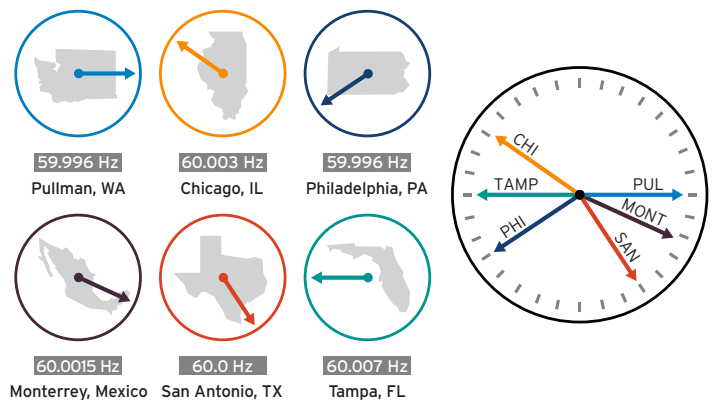 59.996 Hz
Pullman, WA
60.003 Hz
Chicago, IL
59.996 Hz
Philadelphia, PA
60.0015 Hz
Monterrey, Mexico
60.0 Hz
San Antonio, TX
60.007 Hz
Tampa, FL
CHI
TAMP
PUL
MONT
PHI
SAN